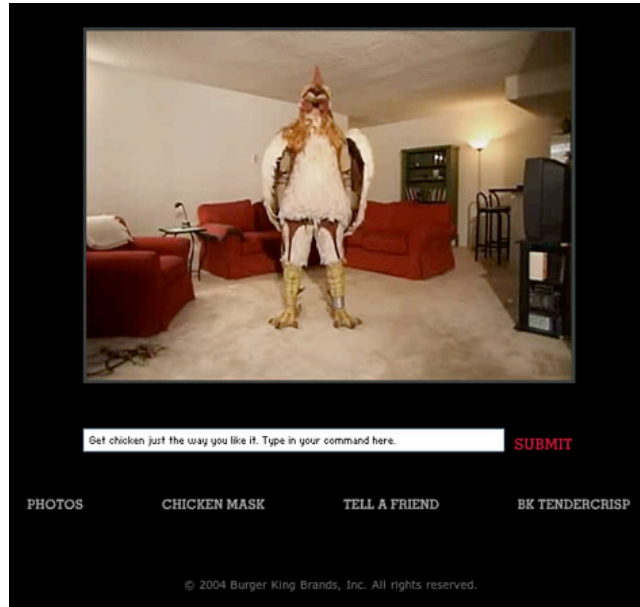 Get chicken just the way you like it. Type in your command here.
SUBMIT
PHOTOS CHICKEN MASK TELL A FRIEND BK TENDERCRISP
© 2004 Burger King Brands, Inc. All rights reserved.